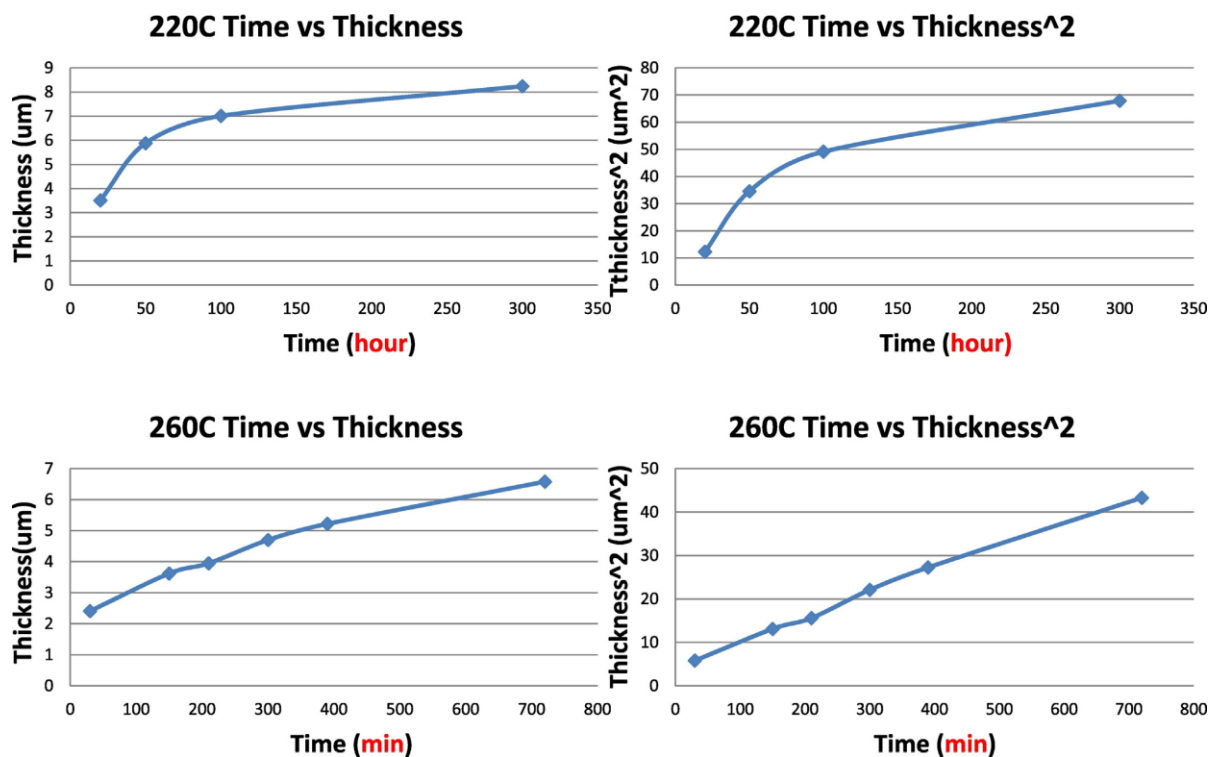 220C Time vs Thickness
Thickness (um)
9
8
7
6
5
4
3
2
1
0
0 50 100 150 200 250 300 350
Time (hour)
220C Time vs Thickness^2
Tthickness^2 (um^2)
80
70
60
50
40
30
20
10
0
0 50 100 150 200 250 300 350
Time (hour)
260C Time vs Thickness
Thickness(um)
7
6
5
4
3
2
1
0
0 100 200 300 400 500 600 700 800
Time (min)
260C Time vs Thickness^2
Thickness^2 (um^2)
50
40
30
20
10
0
0 100 200 300 400 500 600 700 800
Time (min)